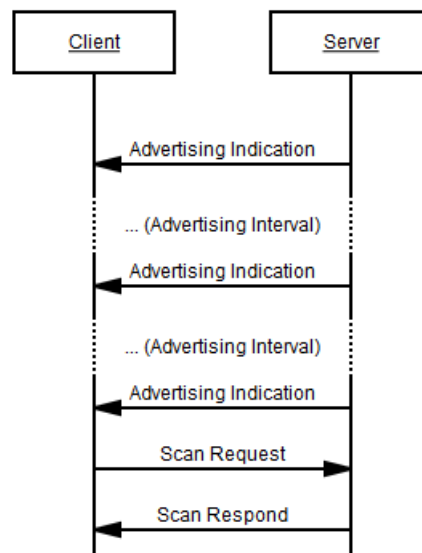 Client
Server
Advertising Indication
... (Advertising Interval)
Advertising Indication
... (Advertising Interval)
Advertising Indication
Scan Request
Scan Respond